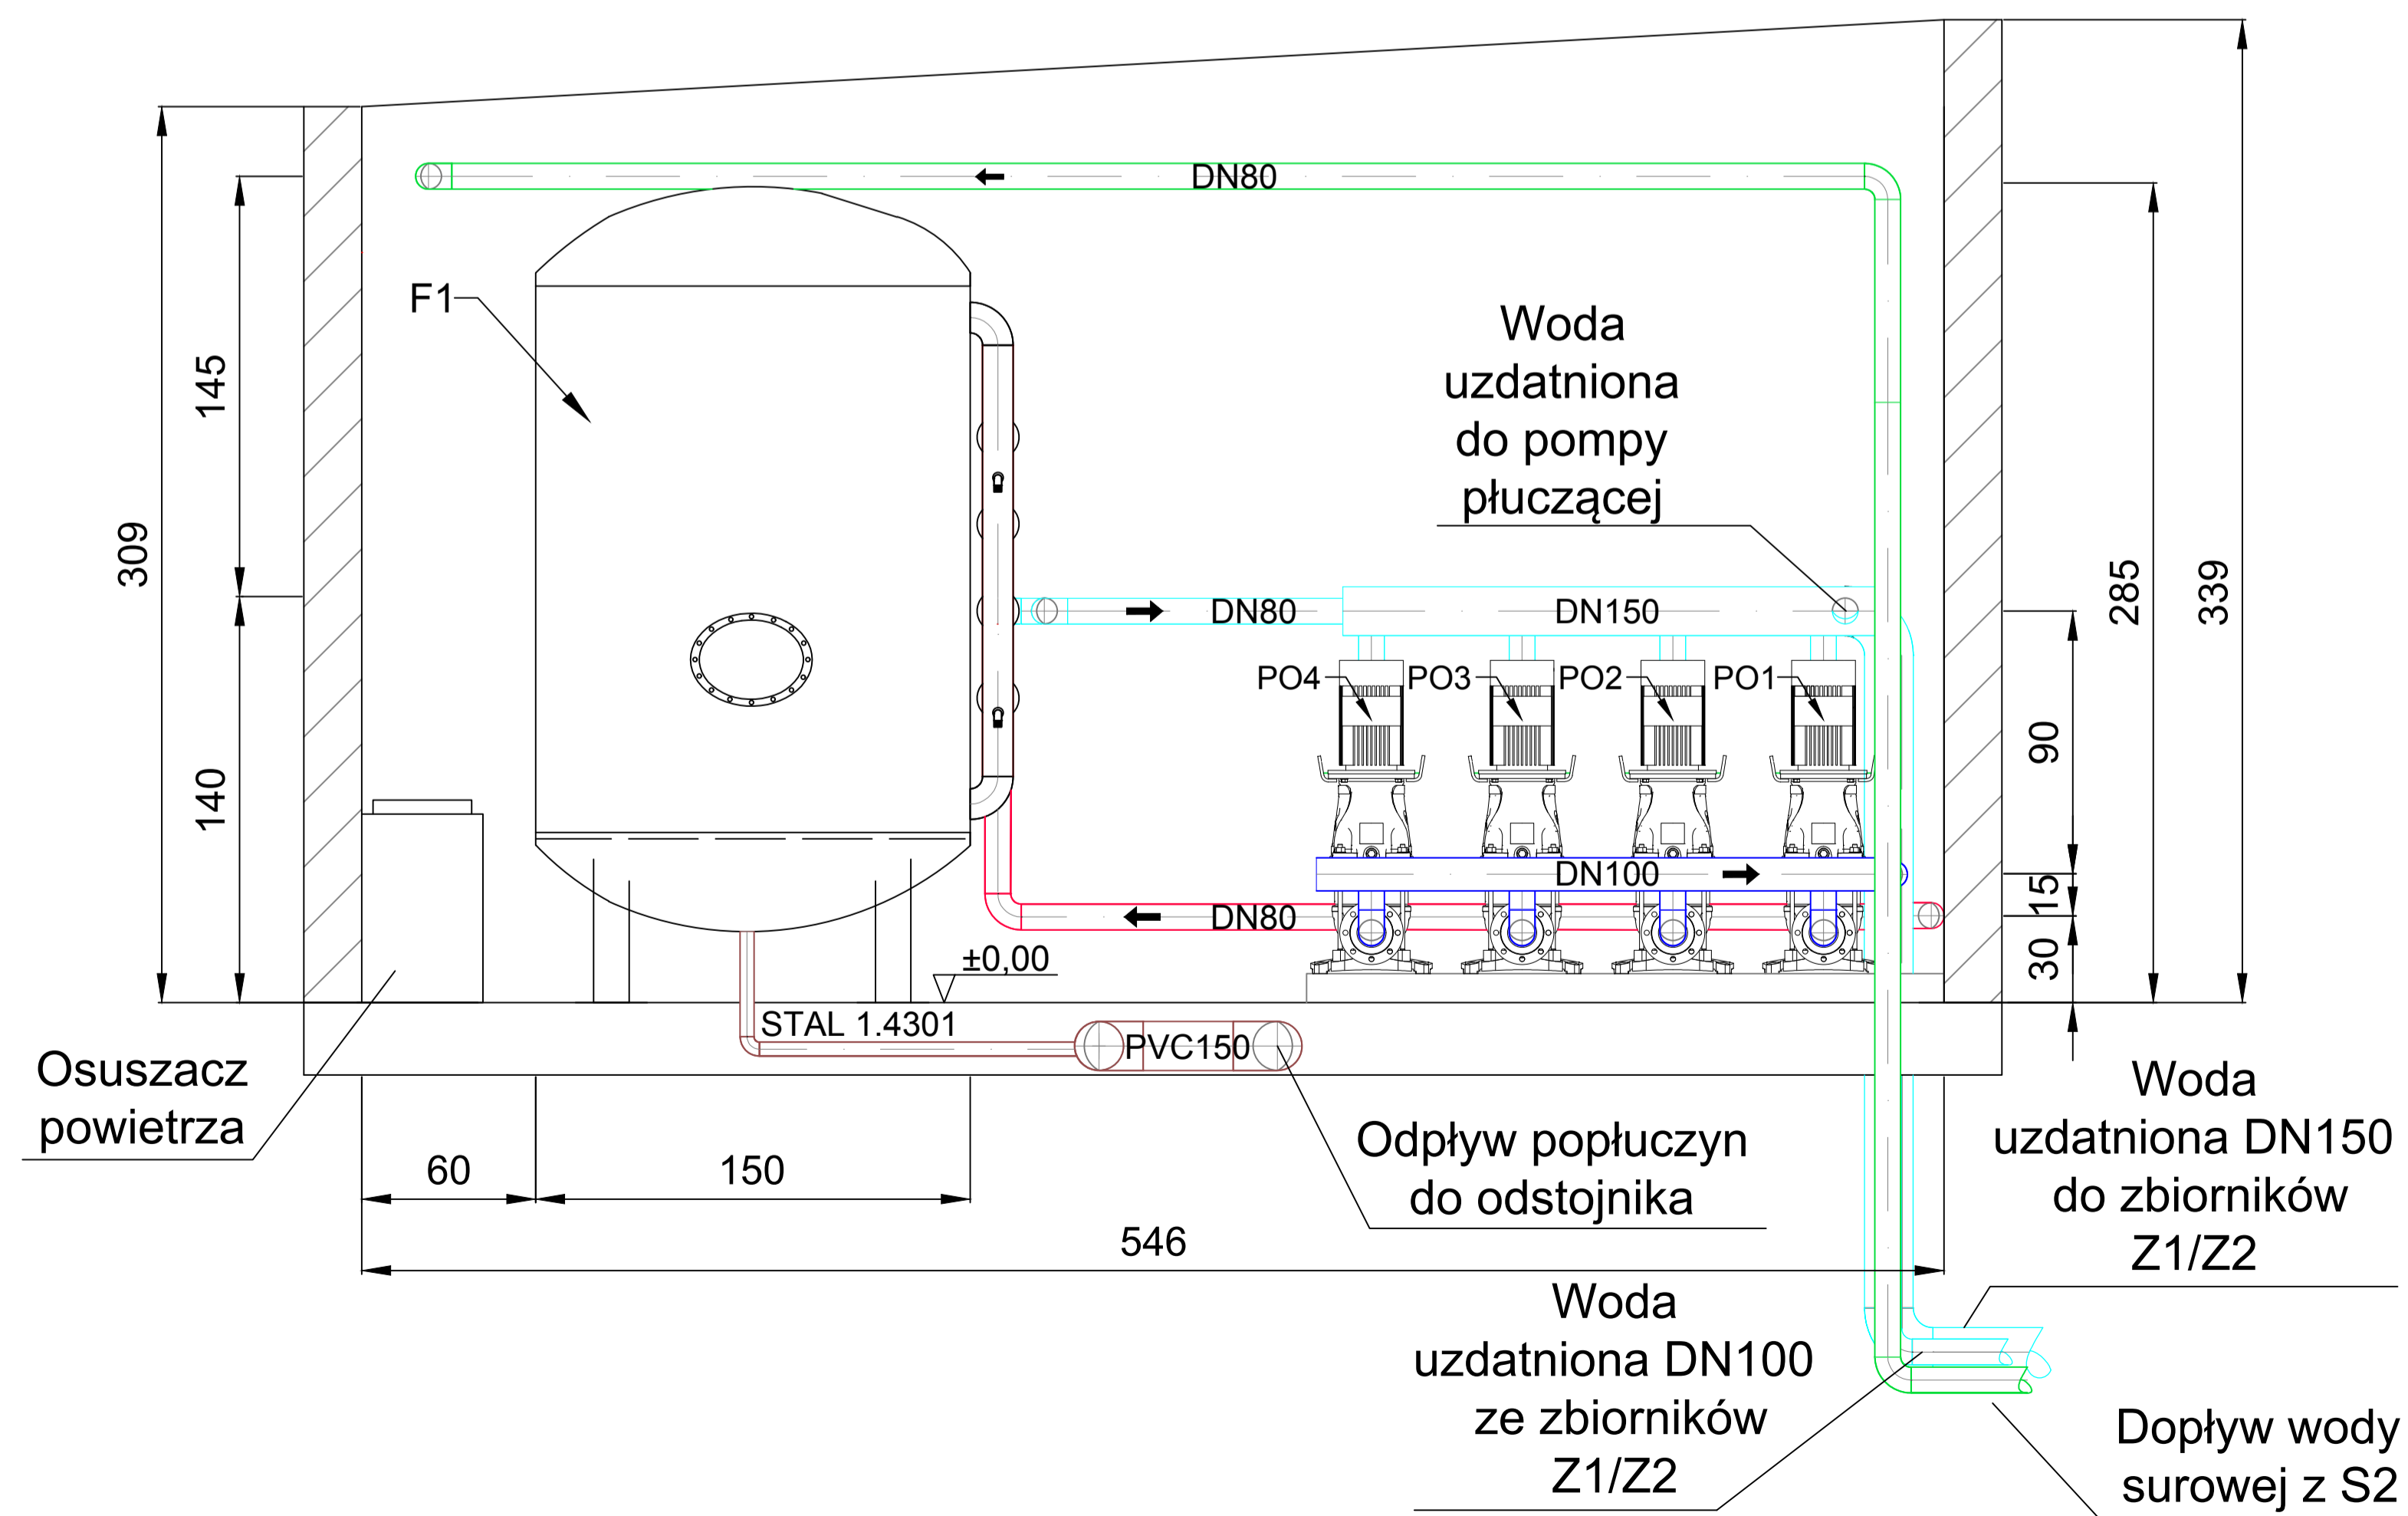 DN80
F1
Woda
uzdatniona
do pompy
płuczącej
145
309
285
339
DN80
DN150
PO4
PO3
PO2
PO1
90
140
DN100
15
DN80
30
±0,00
STAL 1.4301
PVC150
Osuszacz
powietrza
60
150
546
Odpływ popłuczyn
do odstojnika
Woda
uzdatniona DN150
do zbiorników
Z1/Z2
Woda
uzdatniona DN100
ze zbiorników
Z1/Z2
Dopływ wody
surowej z S2